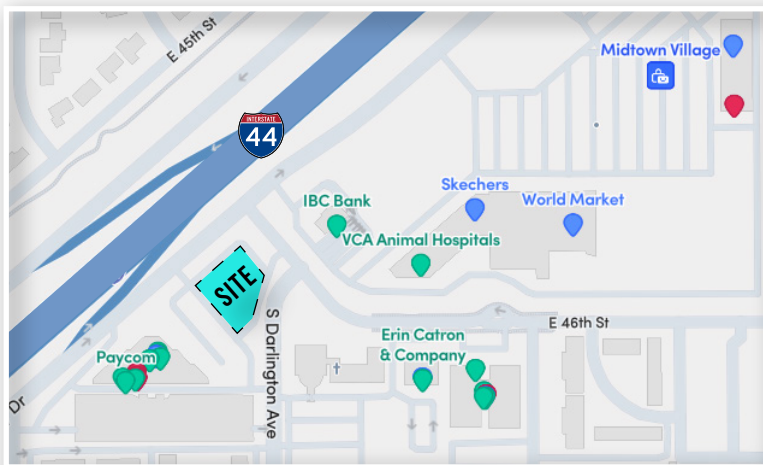 E 45th St
Midtown Village
INTERSTATE
44
Skechers
IBC Bank
World Market
VCA Animal Hospitals
SITE
E 46th St
S Darlington Ave
Erin Catron
& Company
Paycom
Dr